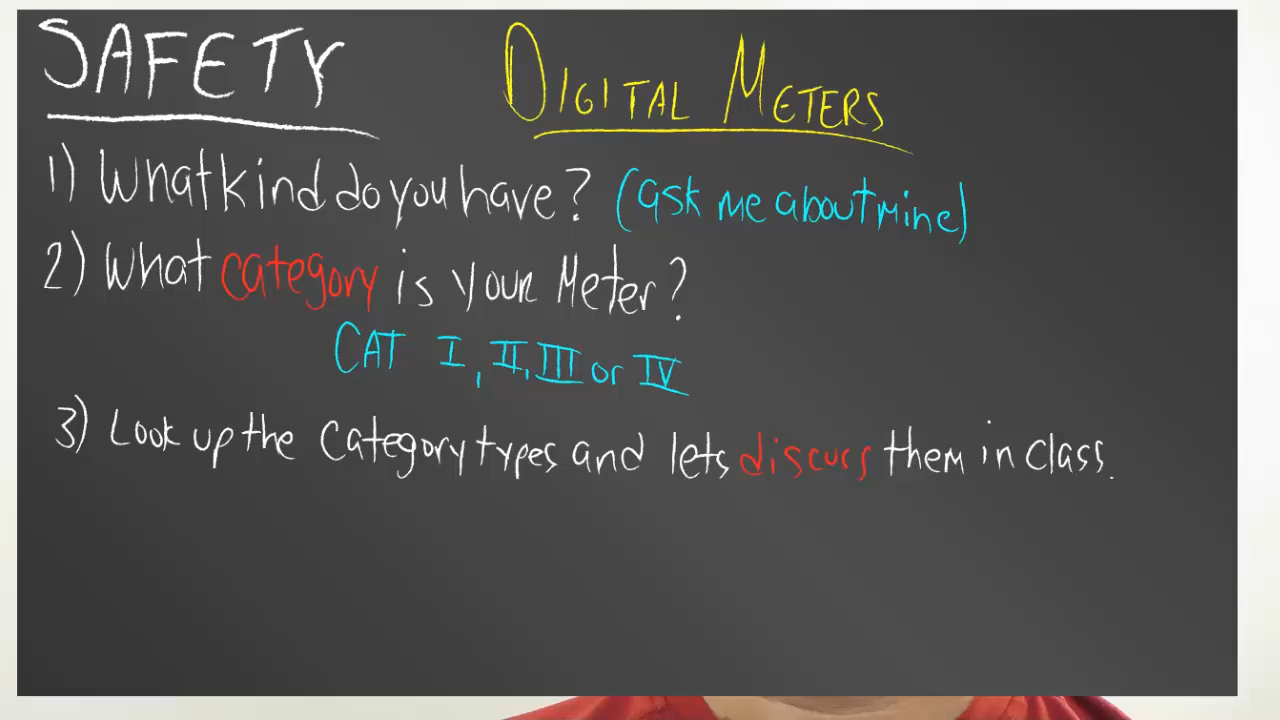 SAFETY
DIGITAL METERS
1) What kind do you have? (ask me about mine)
2) What category is your Meter?
CAT I, II, III or IV
3) Look up the category types and lets discuss them in class.